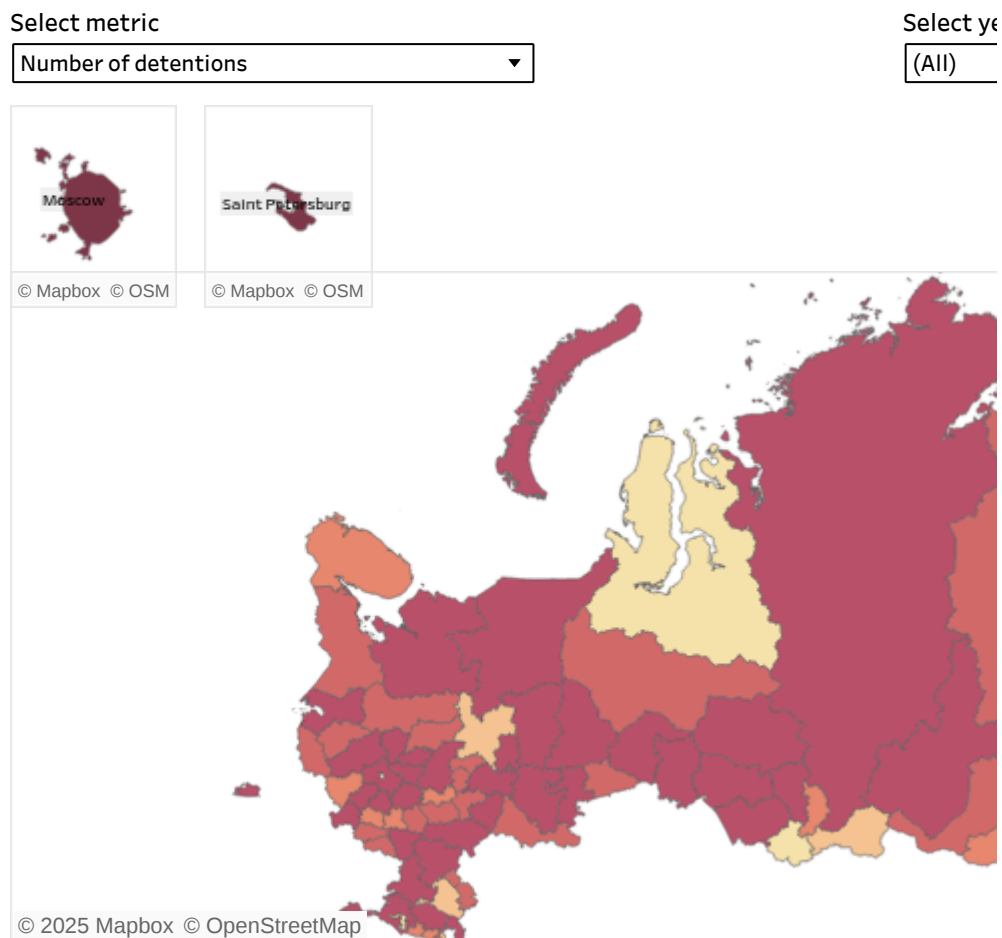 Select metric
Select ye
Number of detentions
(All)
Moscow
Saint Petersburg
© Mapbox © OSM
© Mapbox © OSM
© 2025 Mapbox © OpenStreetMap